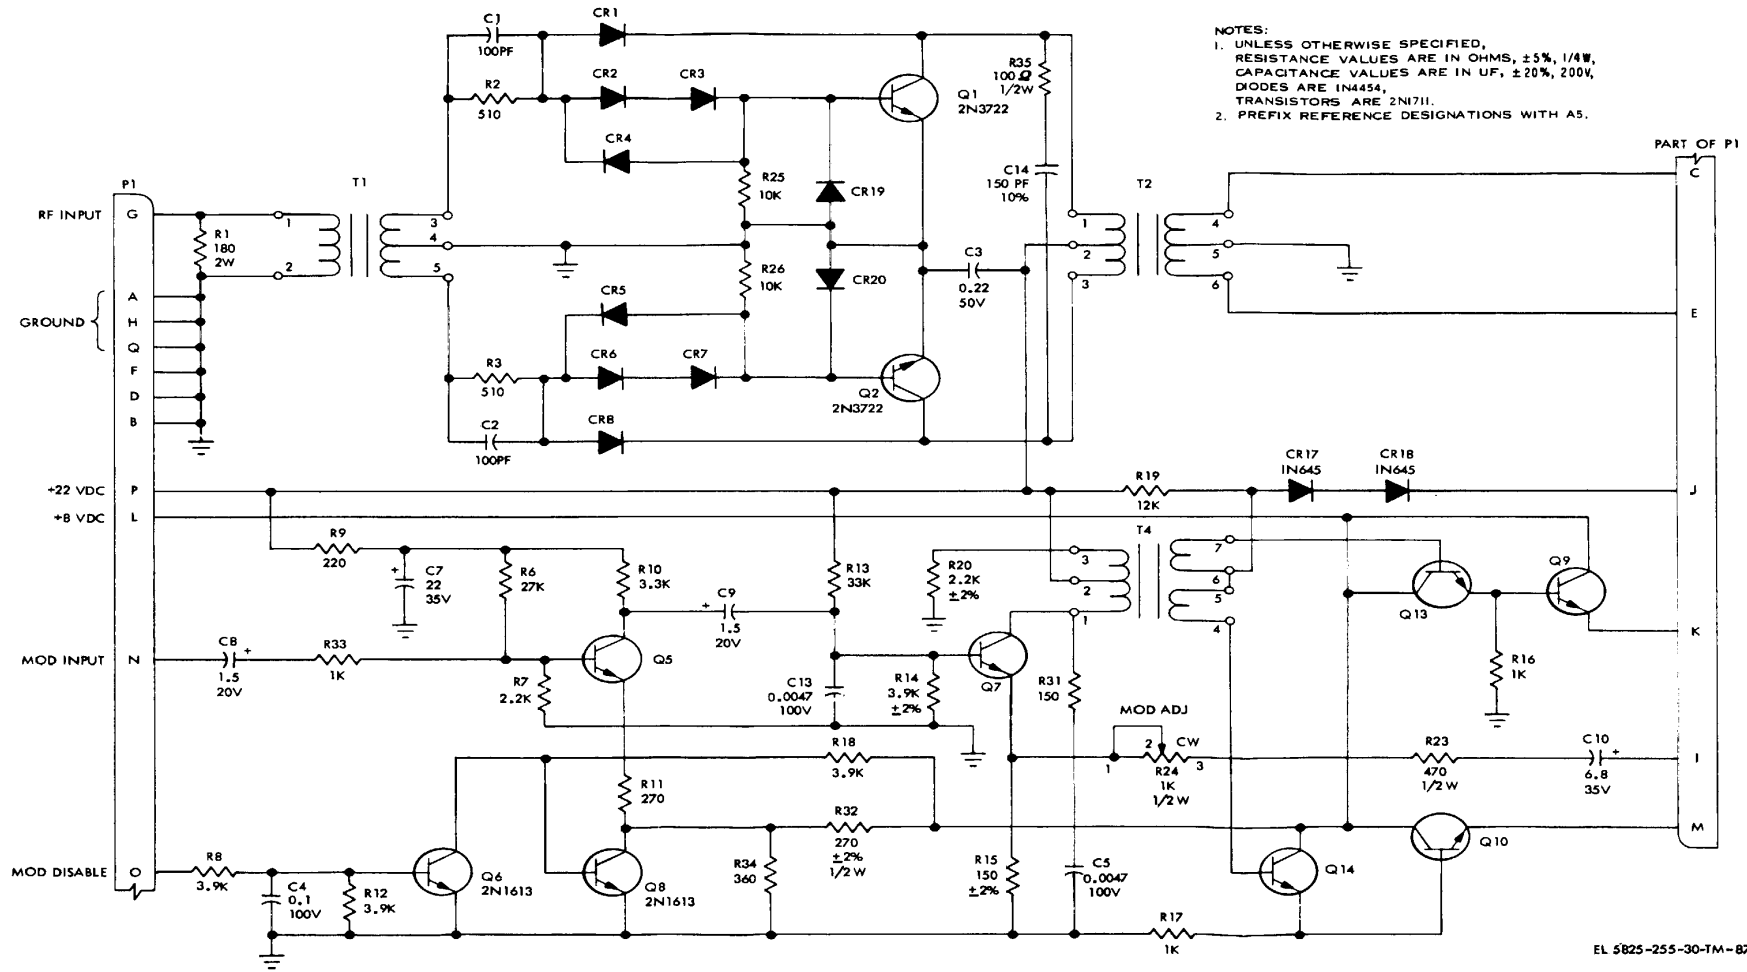 NOTES:
1. UNLESS OTHERWISE SPECIFIED,
RESISTANCE VALUES ARE IN OHMS, ±5%, 1/4W,
CAPACITANCE VALUES ARE IN UF, ±20%, 200V,
DIODES ARE IN4454,
TRANSISTORS ARE 2N1711.
2. PREFIX REFERENCE DESIGNATIONS WITH A5.
C1
100PF
CR1
R2
510
CR2
CR3
CR4
Q1
2N3722
R35
100Ω
1/2W
C14
150 PF
10%
PART OF P1
C
E
J
K
I
M
P1
RF INPUT
G
R1
180
2W
1
2
T1
3
4
5
R25
10K
CR19
R26
10K
CR20
C3
0.22
50V
T2
1
2
3
4
5
6
GROUND
A
H
Q
F
D
B
CR5
R3
510
CR6
CR7
Q2
2N3722
C2
100PF
CR8
+22 VDC
P
+8 VDC
L
R19
12K
CR17
IN645
CR18
IN645
R9
220
C7
+
22
35V
R6
27K
R10
3.3K
C9
+
1.5
20V
R13
33K
R20
2.2K
±2%
T4
3
2
1
7
6
5
4
Q13
Q9
R16
1K
MOD INPUT
N
C8
+
1.5
20V
R33
1K
R7
2.2K
Q5
C13
0.0047
100V
R14
3.9K
±2%
Q7
R31
150
MOD ADJ
2
CW
1
3
R24
1K
1/2W
R23
470
1/2W
C10
+
6.8
35V
R18
3.9K
R11
270
R32
270
±2%
1/2W
R34
360
R15
150
±2%
C5
0.0047
100V
Q14
Q10
MOD DISABLE
O
R8
3.9K
C4
0.1
100V
R12
3.9K
Q6
2N1613
Q8
2N1613
R17
1K
EL 5825-255-30-TM-82